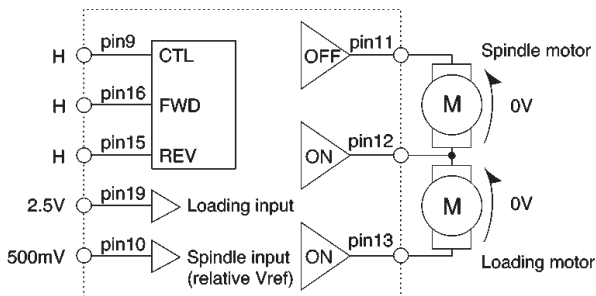 H pin9 CTL
H pin16 FWD
H pin15 REV
2.5V pin19 Loading input
500mV pin10 Spindle input
(relative Vref)
OFF pin11
ON pin12
ON pin13
Spindle motor
M 0V
M 0V
Loading motor